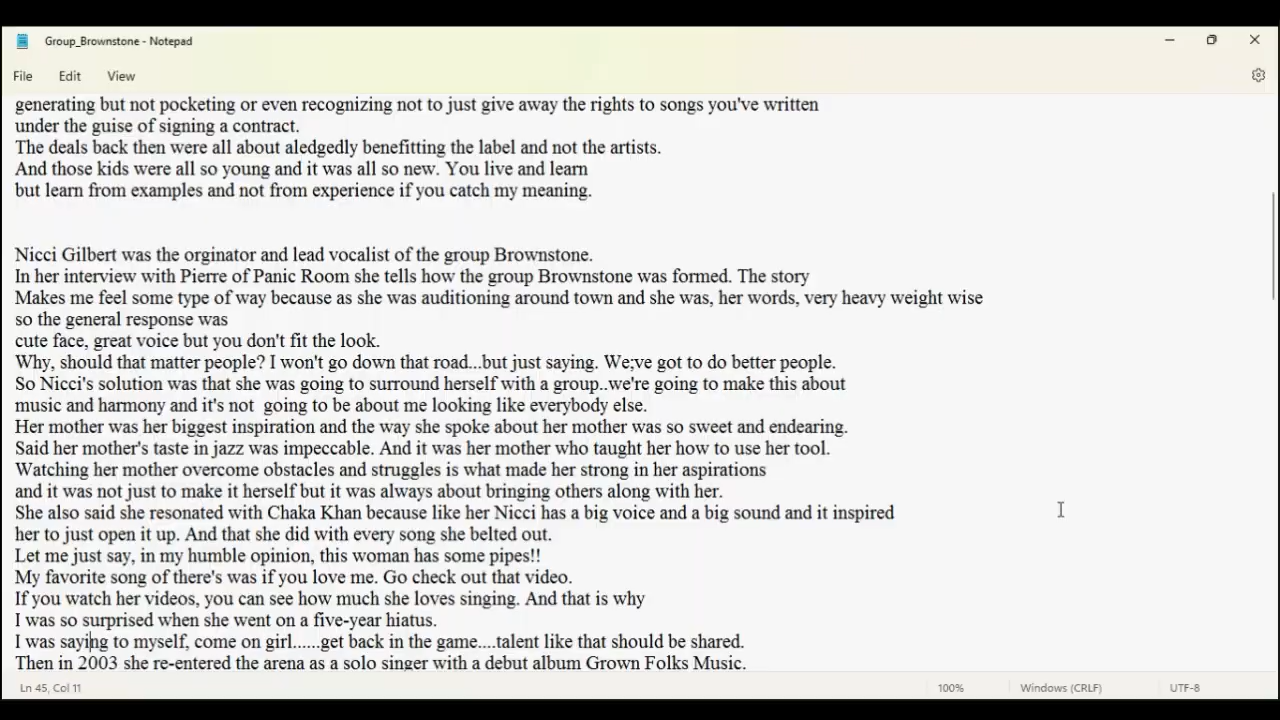 Group_Brownstone - Notepad
File Edit View
generating but not pocketing or even recognizing not to just give away the rights to songs you've written
under the guise of signing a contract.
The deals back then were all about aledgedly benefitting the label and not the artists.
And those kids were all so young and it was all so new. You live and learn
but learn from examples and not from experience if you catch my meaning.
Nicci Gilbert was the orginator and lead vocalist of the group Brownstone.
In her interview with Pierre of Panic Room she tells how the group Brownstone was formed. The story
Makes me feel some type of way because as she was auditioning around town and she was, her words, very heavy weight wise
so the general response was
cute face, great voice but you don't fit the look.
Why, should that matter people? I won't go down that road...but just saying. We;ve got to do better people.
So Nicci's solution was that she was going to surround herself with a group..we're going to make this about
music and harmony and it's not  going to be about me looking like everybody else.
Her mother was her biggest inspiration and the way she spoke about her mother was so sweet and endearing.
Said her mother's taste in jazz was impeccable. And it was her mother who taught her how to use her tool.
Watching her mother overcome obstacles and struggles is what made her strong in her aspirations
and it was not just to make it herself but it was always about bringing others along with her.
She also said she resonated with Chaka Khan because like her Nicci has a big voice and a big sound and it inspired
her to just open it up. And that she did with every song she belted out.
Let me just say, in my humble opinion, this woman has some pipes!!
My favorite song of there's was if you love me. Go check out that video.
If you watch her videos, you can see how much she loves singing. And that is why
I was so surprised when she went on a five-year hiatus.
I was saying to myself, come on girl......get back in the game....talent like that should be shared.
Then in 2003 she re-entered the arena as a solo singer with a debut album Grown Folks Music.
Ln 45, Col 11 100% Windows (CRLF) UTF-8